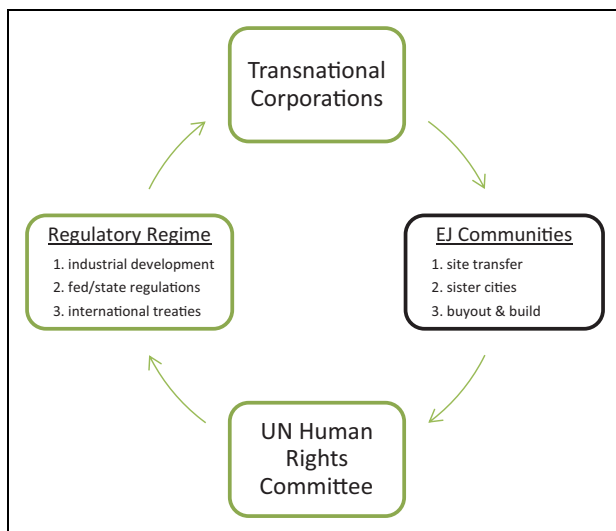 Transnational
Corporations
Regulatory Regime
1. industrial development
2. fed/state regulations
3. international treaties
EJ Communities
1. site transfer
2. sister cities
3. buyout & build
UN Human
Rights
Committee